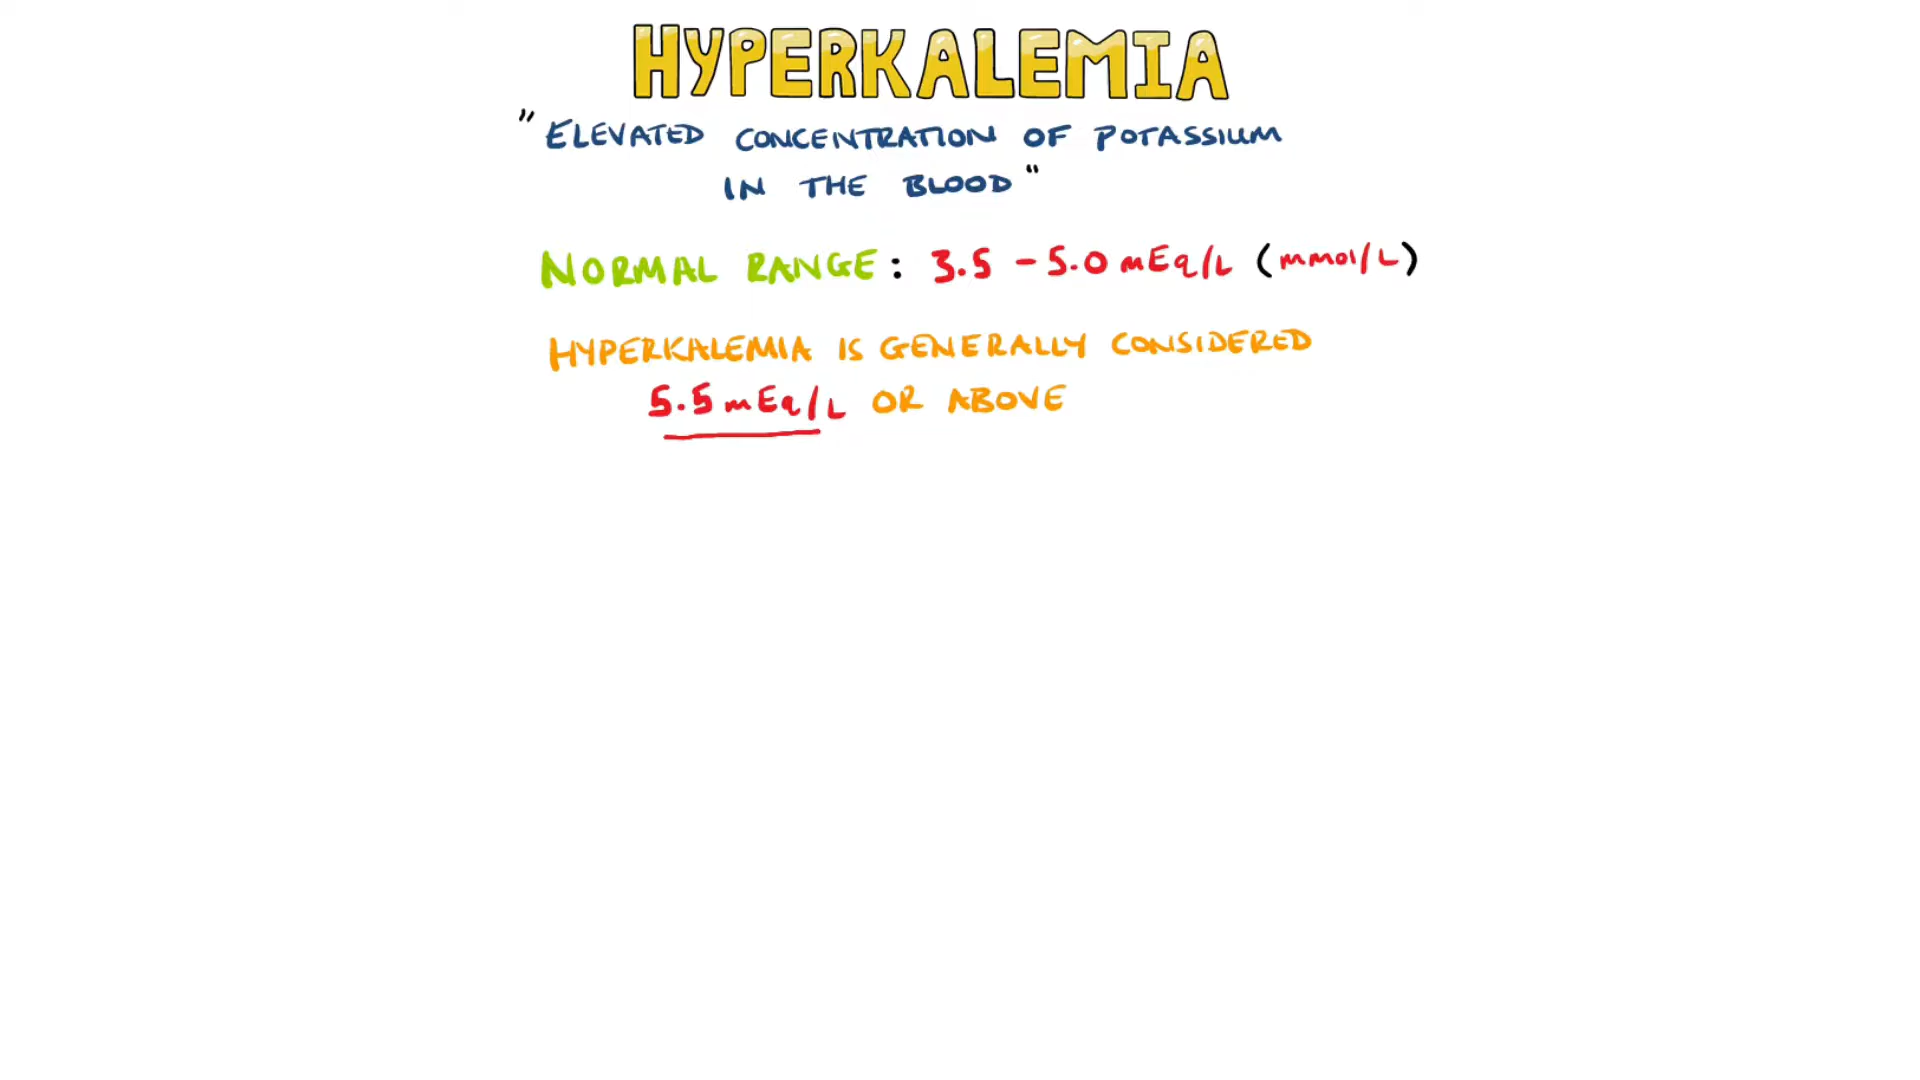 HYPERKALEMIA
"ELEVATED CONCENTRATION OF POTASSIUM
IN THE BLOOD"
NORMAL RANGE: 3.5 - 5.0 mEq/L (mmol/L)
HYPERKALEMIA IS GENERALLY CONSIDERED
5.5 mEq/L OR ABOVE